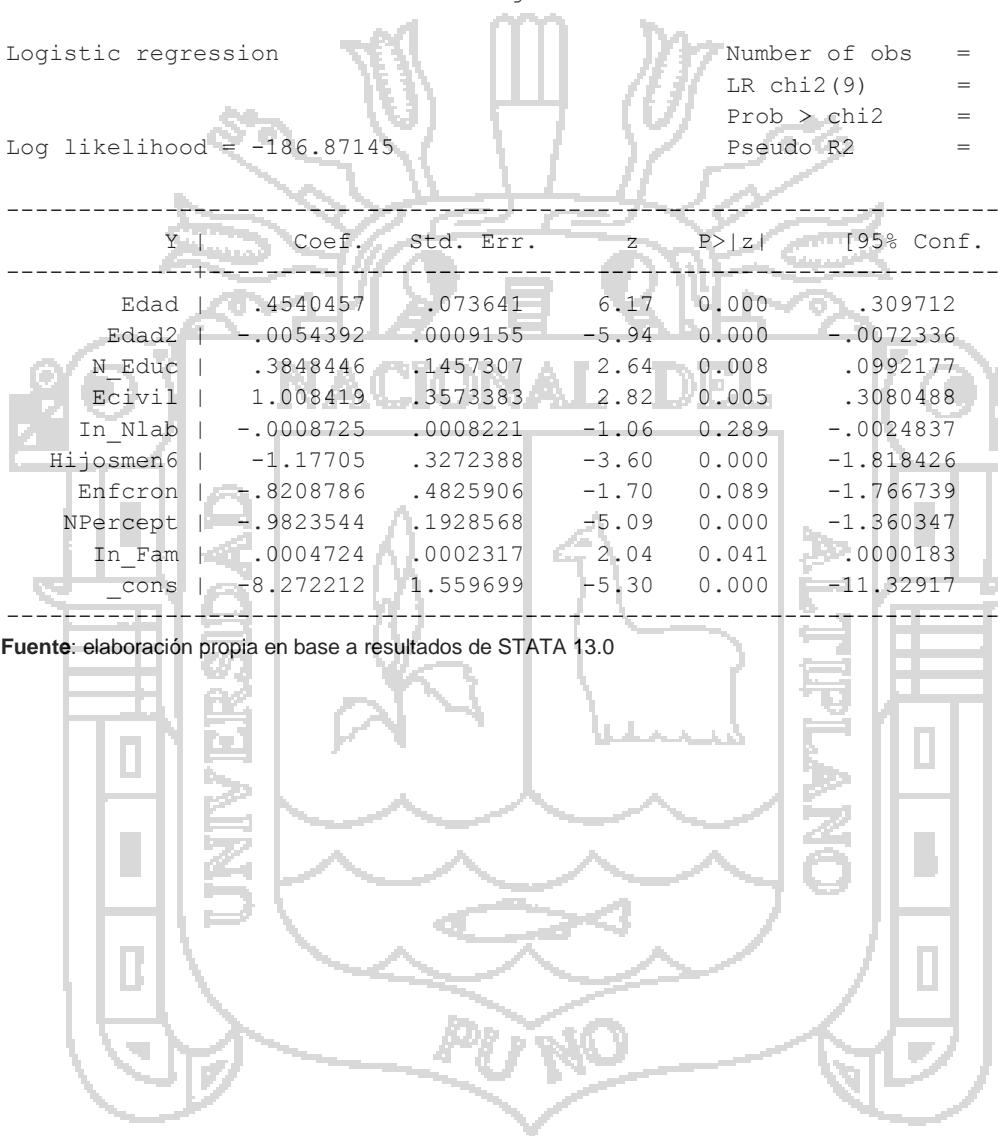 Logistic regression Number of obs =
LR chi2(9) =
Prob > chi2 =
Log likelihood = -186.87145 Pseudo R2 =
------------------------------------------------------------------------------
Y | Coef. Std. Err. z P>|z| [95% Conf.
-------------+----------------------------------------------------------------
Edad | .4540457 .073641 6.17 0.000 .309712
Edad2 | -.0054392 .0009155 -5.94 0.000 -.0072336
N_Educ | .3848446 .1457307 2.64 0.008 .0992177
Ecivil | 1.008419 .3573383 2.82 0.005 .3080488
In_Nlab | -.0008725 .0008221 -1.06 0.289 -.0024837
Hijosmen6 | -1.17705 .3272388 -3.60 0.000 -1.818426
Enfcron | -.8208786 .4825906 -1.70 0.089 -1.766739
NPercept | -.9823544 .1928568 -5.09 0.000 -1.360347
In_Fam | .0004724 .0002317 2.04 0.041 .0000183
_cons | -8.272212 1.559699 -5.30 0.000 -11.32917
------------------------------------------------------------------------------
Fuente: elaboración propia en base a resultados de STATA 13.0
UNIVERSIDAD
NACIONAL DEL
ALTIPLANO
PUNO